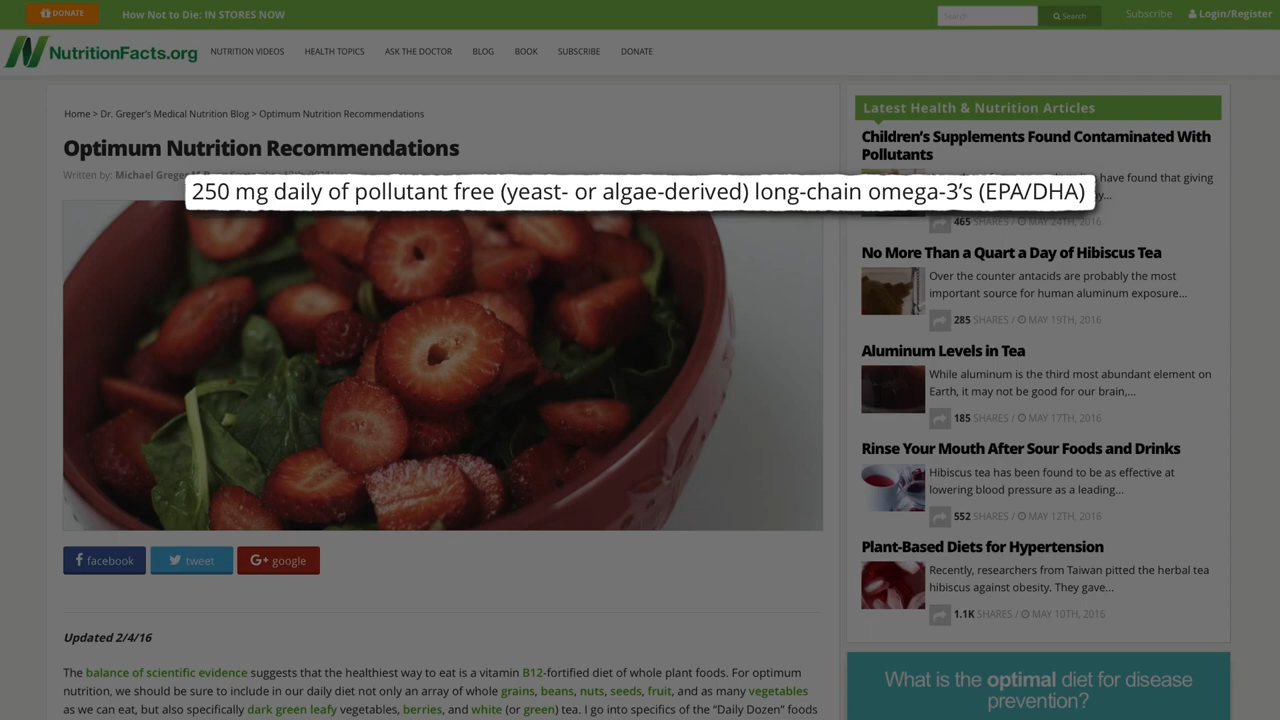 DONATE
How Not to Die: IN STORES NOW
Search
Search
Subscribe
Login/Register
NutritionFacts.org
NUTRITION VIDEOS
HEALTH TOPICS
ASK THE DOCTOR
BLOG
BOOK
SUBSCRIBE
DONATE
Home > Dr. Greger's Medical Nutrition Blog > Optimum Nutrition Recommendations
Optimum Nutrition Recommendations
Written by: Michael Greger
250 mg daily of pollutant free (yeast- or algae-derived) long-chain omega-3's (EPA/DHA)
facebook
tweet
G+ google
Updated 2/4/16
The balance of scientific evidence suggests that the healthiest way to eat is a vitamin B12-fortified diet of whole plant foods. For optimum
nutrition, we should be sure to include in our daily diet not only an array of whole grains, beans, nuts, seeds, fruit, and as many vegetables
as we can eat, but also specifically dark green leafy vegetables, berries, and white (or green) tea. I go into specifics of the "Daily Dozen" foods
Latest Health & Nutrition Articles
Children's Supplements Found Contaminated With
Pollutants
have found that giving
465 SHARES / MAY 24TH, 2016
No More Than a Quart a Day of Hibiscus Tea
Over the counter antacids are probably the most
important source for human aluminum exposure...
285 SHARES / MAY 19TH, 2016
Aluminum Levels in Tea
While aluminum is the third most abundant element on
Earth, it may not be good for our brain,...
185 SHARES / MAY 17TH, 2016
Rinse Your Mouth After Sour Foods and Drinks
Hibiscus tea has been found to be as effective at
lowering blood pressure as a leading...
552 SHARES / MAY 12TH, 2016
Plant-Based Diets for Hypertension
Recently, researchers from Taiwan pitted the herbal tea
hibiscus against obesity. They gave...
1.1K SHARES / MAY 10TH, 2016
What is the optimal diet for disease
prevention?